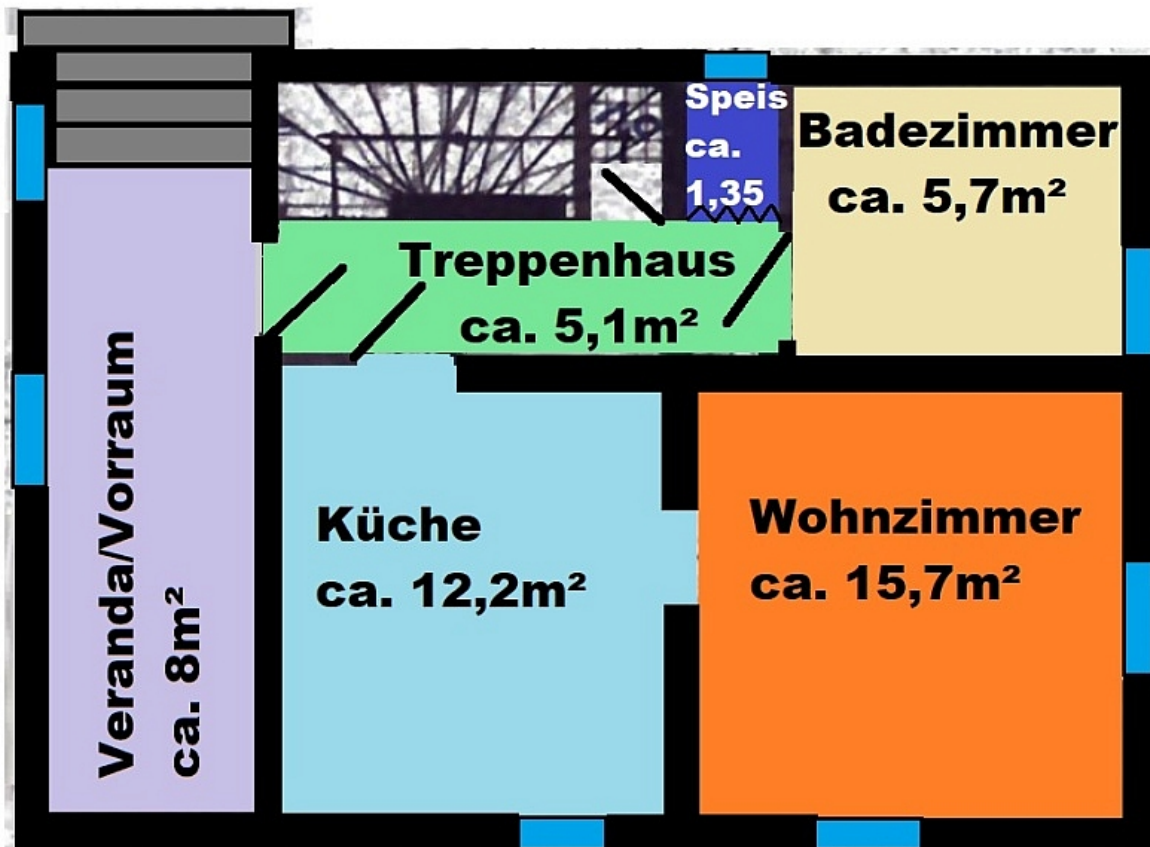 Speis
ca.
1,35
Badezimmer
ca. 5,7m²
Treppenhaus
ca. 5,1m²
Veranda/Vorraum
ca. 8m²
Küche
ca. 12,2m²
Wohnzimmer
ca. 15,7m²